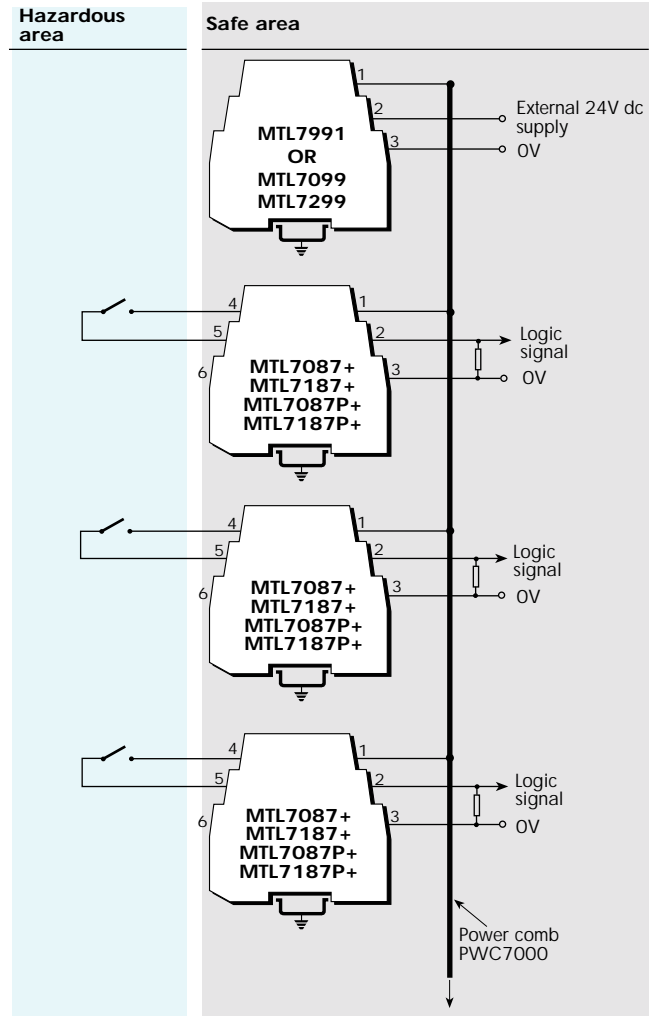 Hazardous
area
Safe area
1
2
3
MTL7991
OR
MTL7099
MTL7299
External 24V dc
supply
0V
4
5
6
1
2
3
MTL7087+
MTL7187+
MTL7087P+
MTL7187P+
Logic
signal
0V
4
5
6
1
2
3
MTL7087+
MTL7187+
MTL7087P+
MTL7187P+
Logic
signal
0V
4
5
6
1
2
3
MTL7087+
MTL7187+
MTL7087P+
MTL7187P+
Logic
signal
0V
Power comb
PWC7000